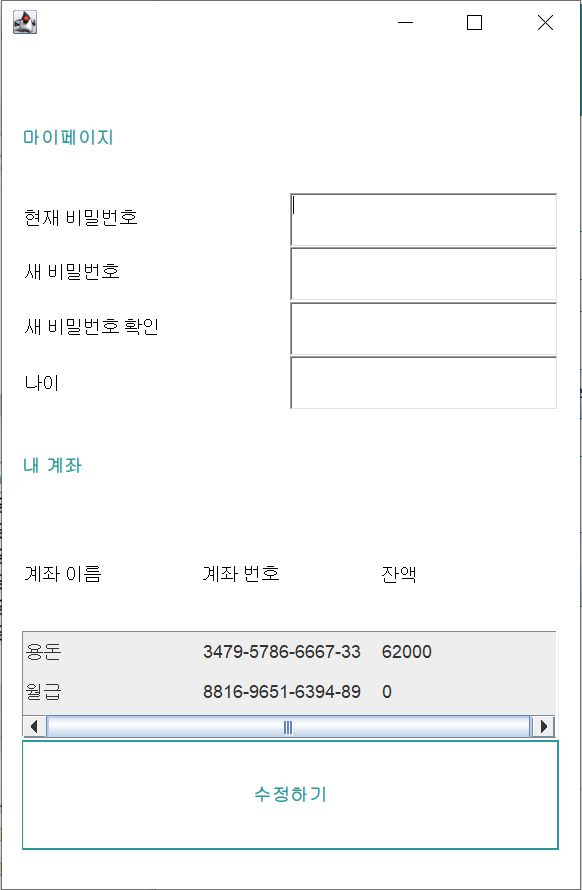 마이페이지
현재 비밀번호
새 비밀번호
새 비밀번호 확인
나이
내 계좌
계좌 이름 계좌 번호 잔액
용돈 3479-5786-6667-33 62000
월급 8816-9651-6394-89 0
수정하기